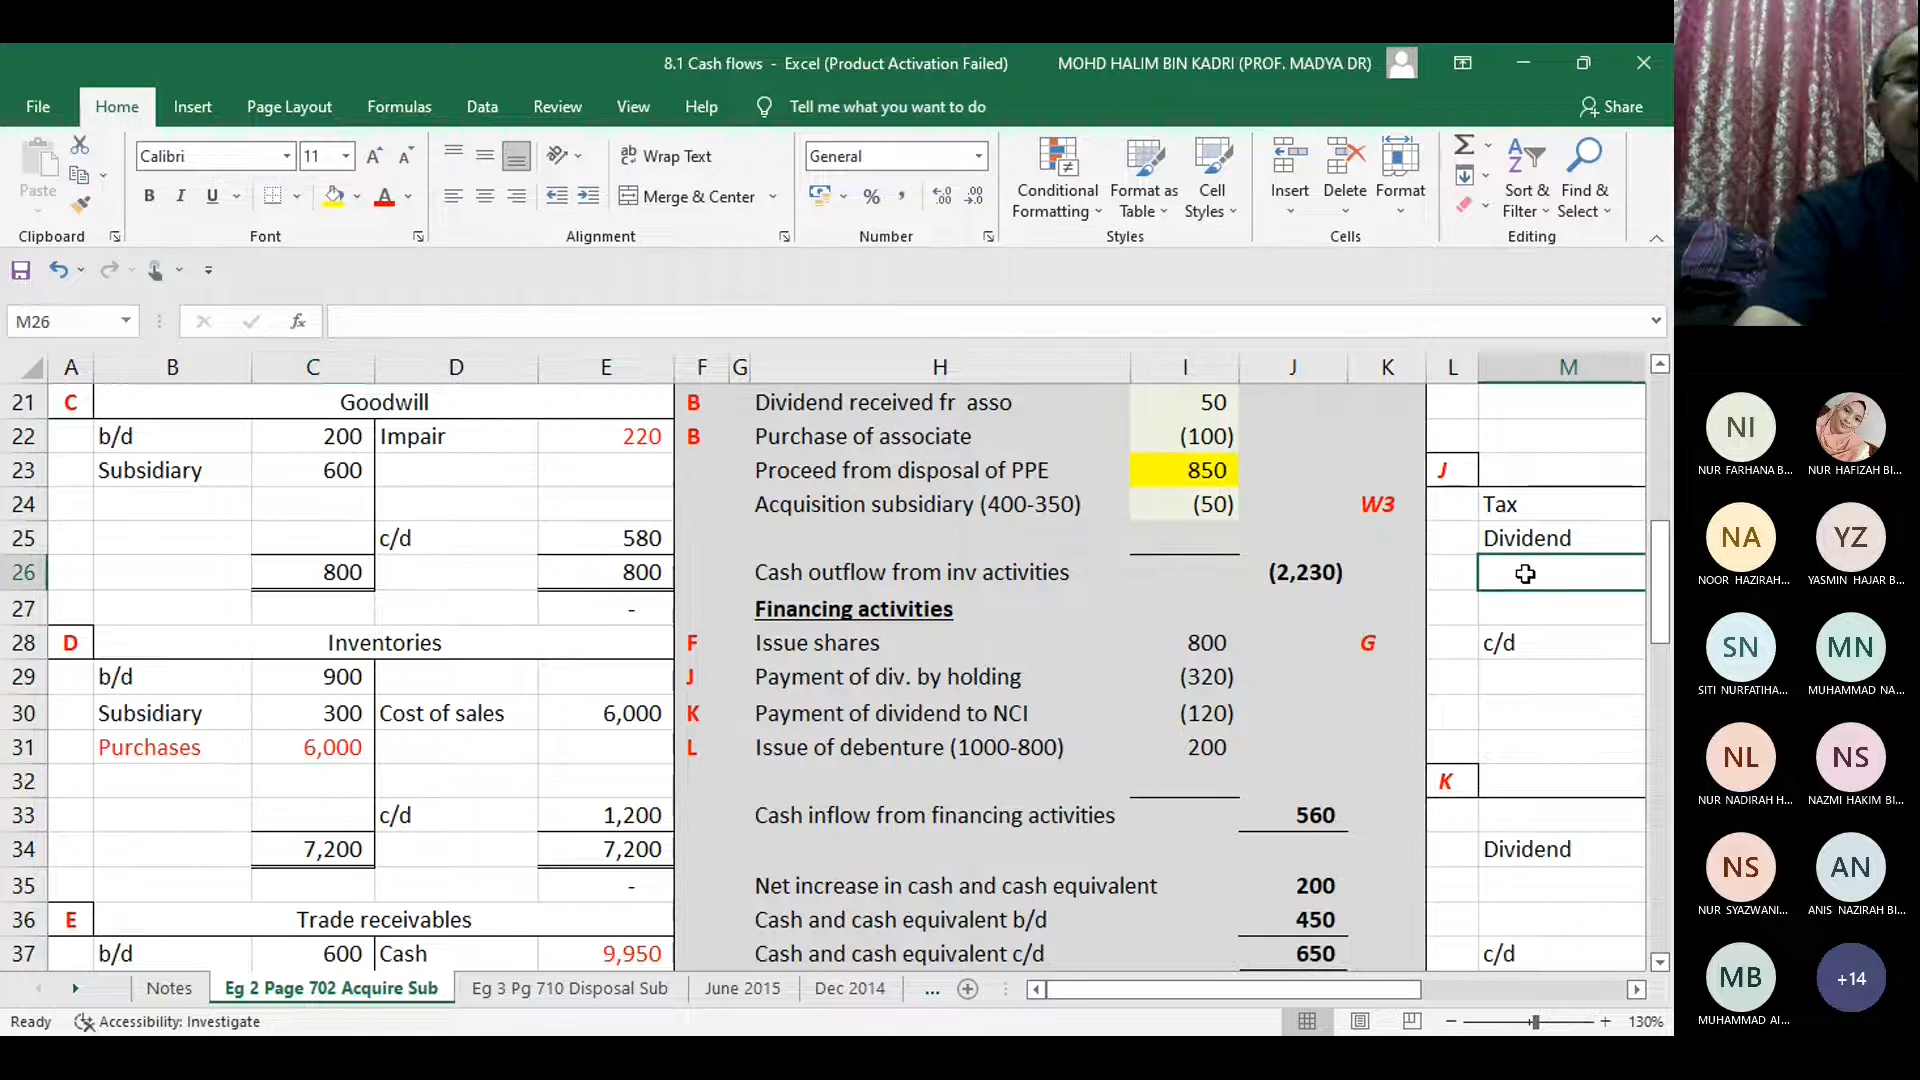 8.1 Cash flows - Excel (Product Activation Failed)
MOHD HALIM BIN KADRI (PROF. MADYA DR)
File Home Insert Page Layout Formulas Data Review View Help Tell me what you want to do Share
Paste
Calibri 11
B I U
Wrap Text
Merge & Center
General
%
Conditional Formatting
Format as Table
Cell Styles
Insert Delete Format
Sort & Filter
Find & Select
Clipboard Font Alignment Number Styles Cells Editing
M26 fx
A B C D E F G H I J K L M
21 C Goodwill B Dividend received fr asso 50
22 b/d 200 Impair 220 B Purchase of associate (100)
23 Subsidiary 600 Proceed from disposal of PPE 850 J
24 Acquisition subsidiary (400-350) (50) W3 Tax
25 c/d 580 Dividend
26 800 800 Cash outflow from inv activities (2,230)
27 - Financing activities
28 D Inventories F Issue shares 800 G c/d
29 b/d 900 J Payment of div. by holding (320)
30 Subsidiary 300 Cost of sales 6,000 K Payment of dividend to NCI (120)
31 Purchases 6,000 L Issue of debenture (1000-800) 200
32 K
33 c/d 1,200 Cash inflow from financing activities 560
34 7,200 7,200 Dividend
35 - Net increase in cash and cash equivalent 200
36 E Trade receivables Cash and cash equivalent b/d 450
37 b/d 600 Cash 9,950 Cash and cash equivalent c/d 650 c/d
Notes Eg 2 Page 702 Acquire Sub Eg 3 Pg 710 Disposal Sub June 2015 Dec 2014 ...
Ready Accessibility: Investigate 130%
NI
NUR FARHANA B... NUR HAFIZAH BI...
NA YZ
NOOR HAZIRAH... YASMIN HAJAR B...
SN MN
SITI NURFATIHA... MUHAMMAD NA...
NL NS
NUR NADIRAH H... NAZMI HAKIM BI...
NS AN
NUR SYAZWANI... ANIS NAZIRAH BI...
MB +14
MUHAMMAD AI...